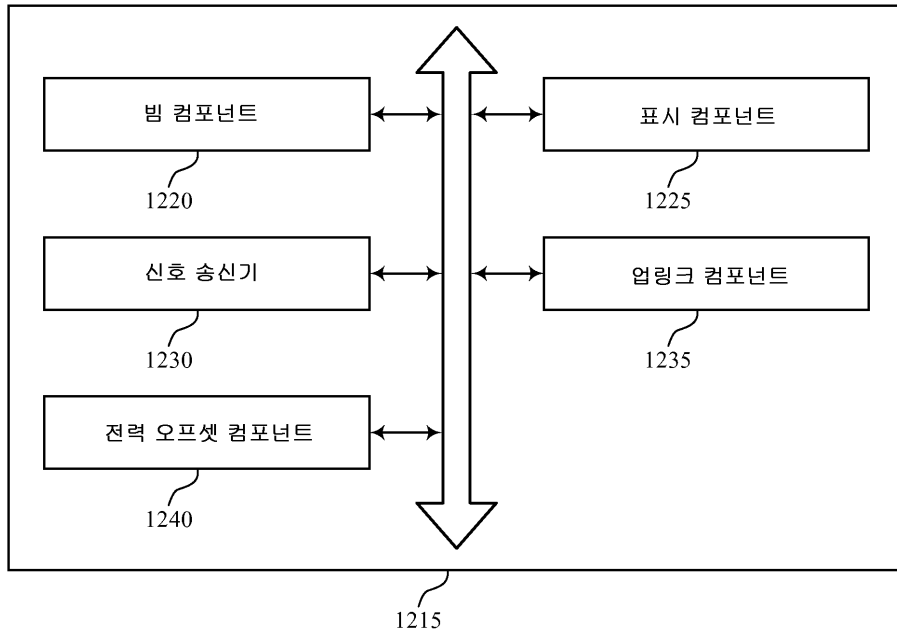 빔 컴포넌트
1220
표시 컴포넌트
1225
신호 송신기
1230
업링크 컴포넌트
1235
전력 오프셋 컴포넌트
1240
1215